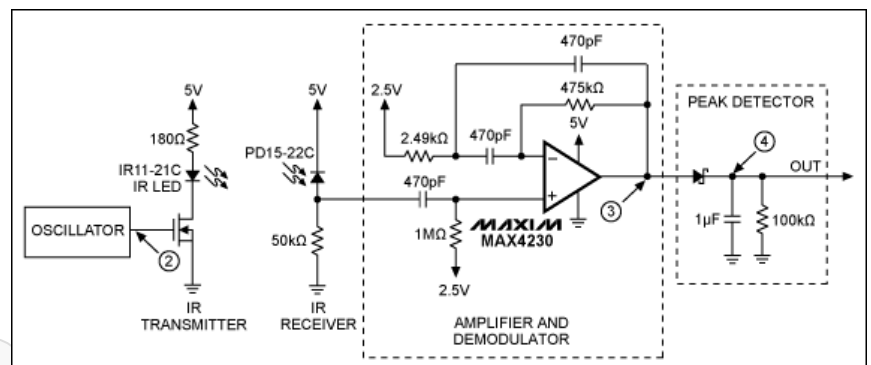 470pF
5V
5V
2.5V
475kΩ
PEAK DETECTOR
180Ω
2.49kΩ
470pF
5V
IR11-21C
IR LED
PD15-22C
−
+
④
OUT
470pF
③
OSCILLATOR
②
50kΩ
1MΩ
MAXIM
MAX4230
1µF
100kΩ
2.5V
IR
TRANSMITTER
IR
RECEIVER
AMPLIFIER AND
DEMODULATOR